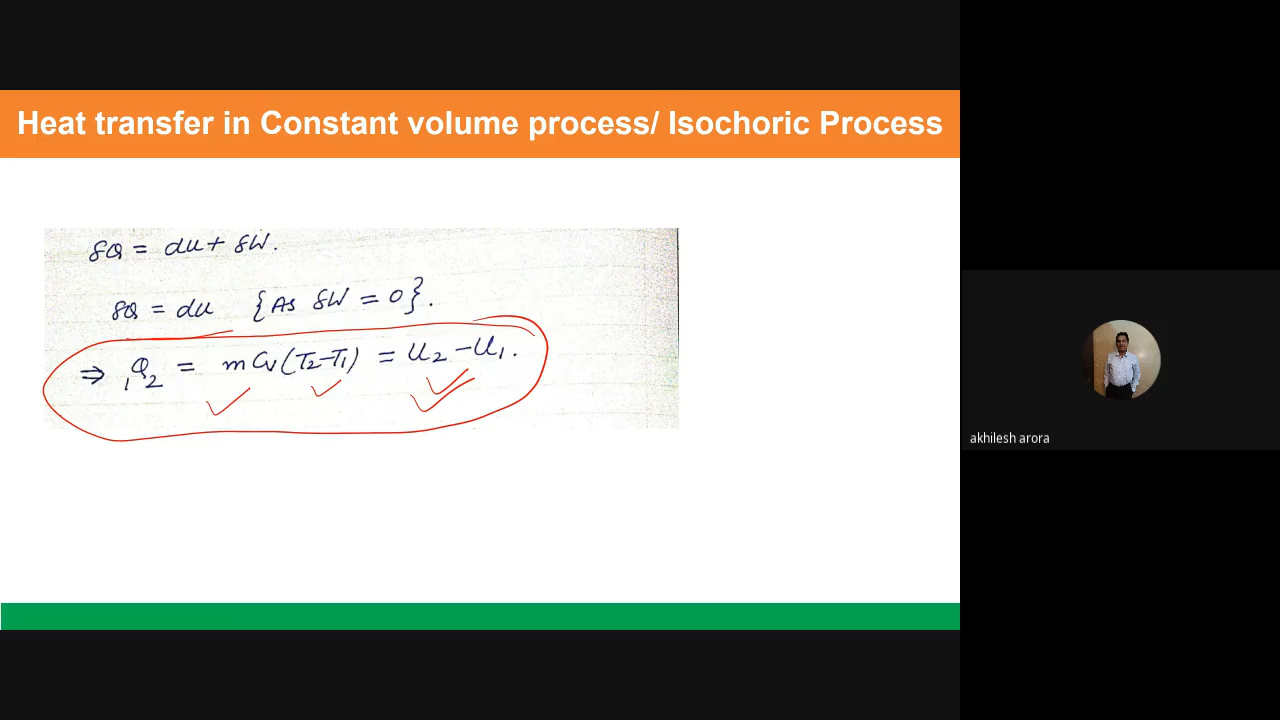 Heat transfer in Constant volume process/ Isochoric Process
δQ = du + δW.
δQ = du {As δW = 0}.
⇒ ₁Q₂ = mCv(T₂-T₁) = U₂-U₁.
akhilesh arora